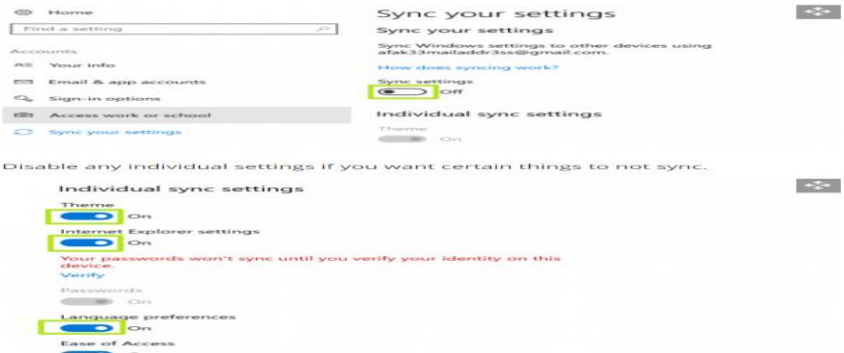 Home
Find a setting
Accounts
Your info
Email & app accounts
Sign-in options
Access work or school
Sync your settings
Sync your settings
Sync your settings
Sync Windows settings to other devices using
afak33mailaddr3ss@gmail.com.
How does syncing work?
Sync settings
Off
Individual sync settings
Theme
On
Disable any individual settings if you want certain things to not sync.
Individual sync settings
Theme
On
Internet Explorer settings
On
Your passwords won't sync until you verify your identity on this
device.
Verify
Passwords
On
Language preferences
On
Ease of Access